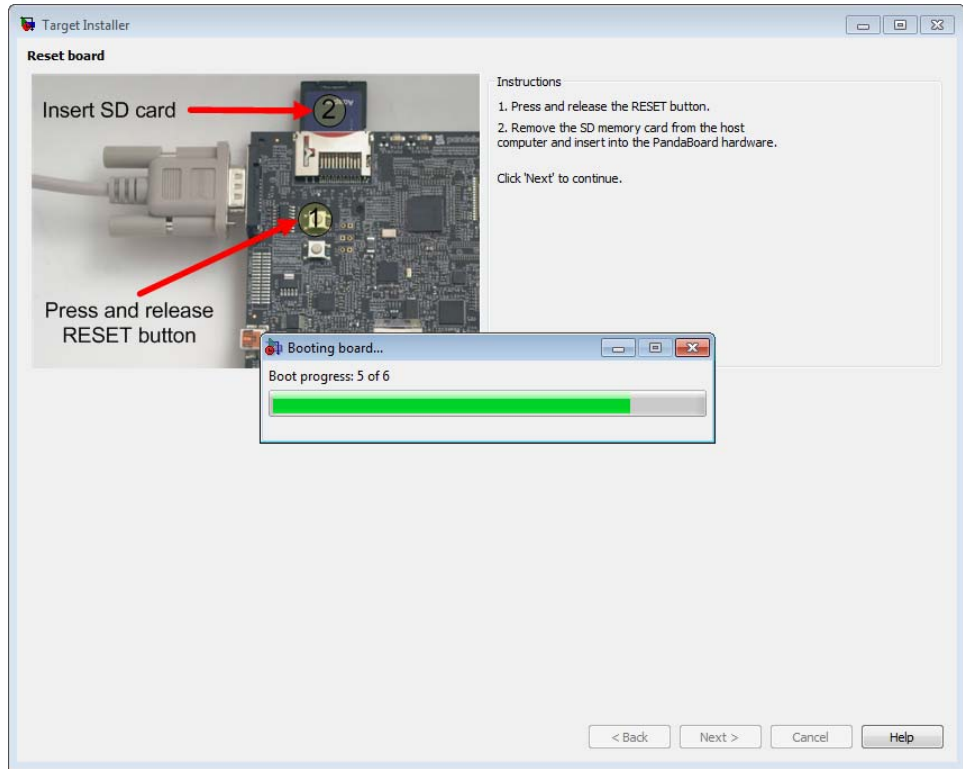 Target Installer
Reset board
Insert SD card
2
1
Press and release
RESET button
Instructions
1. Press and release the RESET button.
2. Remove the SD memory card from the host
computer and insert into the PandaBoard hardware.
Click 'Next' to continue.
Booting board...
Boot progress: 5 of 6
< Back
Next >
Cancel
Help